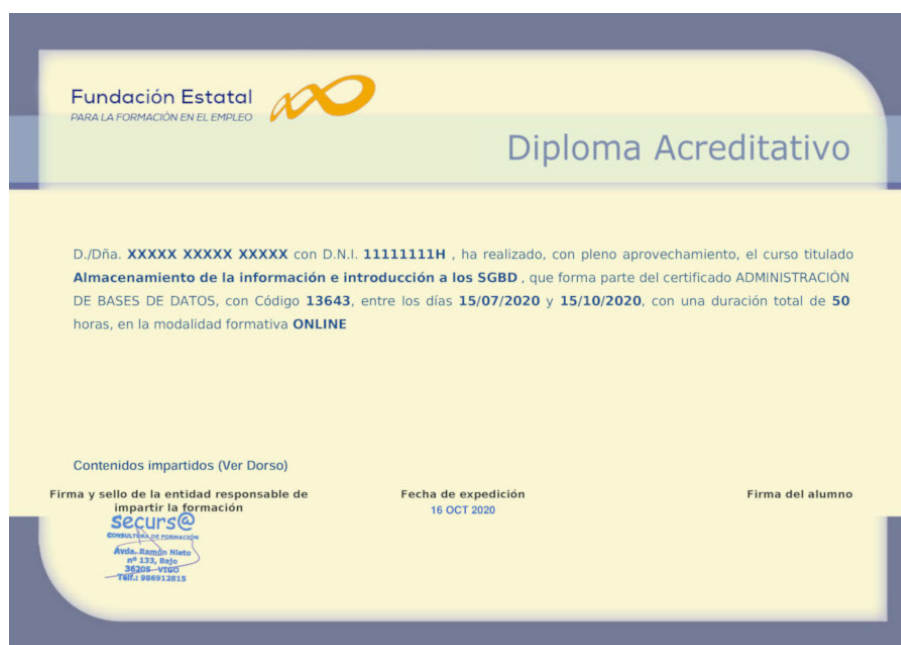 Fundación Estatal
PARA LA FORMACIÓN EN EL EMPLEO
Diploma Acreditativo
D./Dña. XXXXX XXXXX XXXXX con D.N.I. 11111111H , ha realizado, con pleno aprovechamiento, el curso titulado
Almacenamiento de la información e introducción a los SGBD , que forma parte del certificado ADMINISTRACIÓN
DE BASES DE DATOS, con Código 13643, entre los días 15/07/2020 y 15/10/2020, con una duración total de 50
horas, en la modalidad formativa ONLINE
Contenidos impartidos (Ver Dorso)
Firma y sello de la entidad responsable de
impartir la formación
Fecha de expedición
16 OCT 2020
Firma del alumno
securs@
CONSULTORA DE FORMACIÓN
Avda. Ramón Nieto
nº 133, Bajo
36205 VIGO
Telf.: 986912815